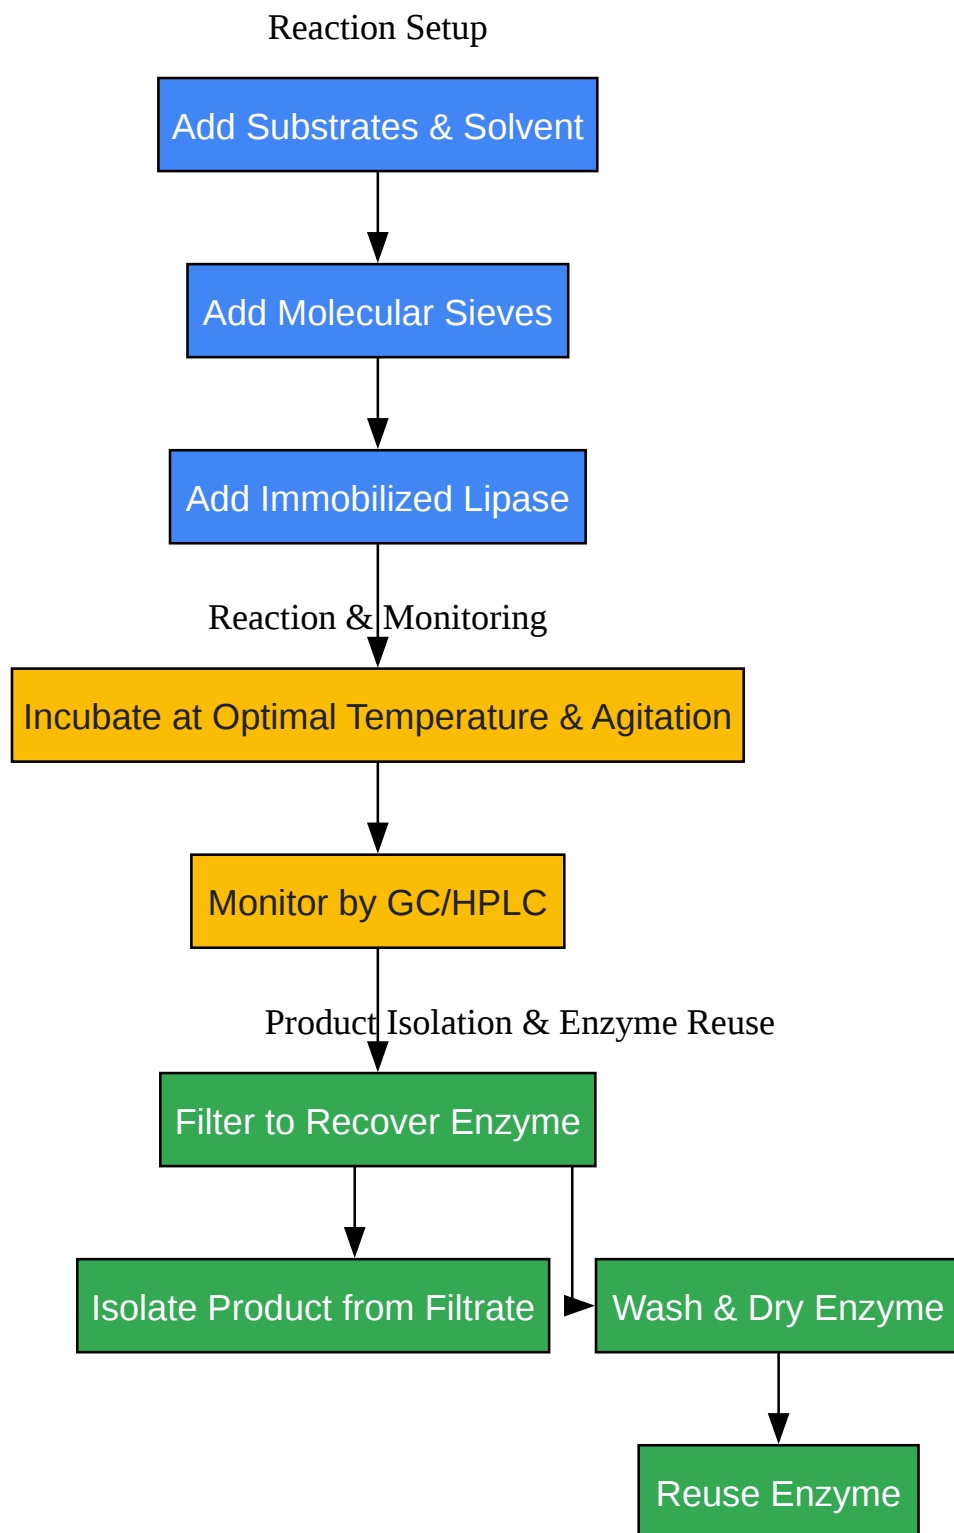 Reaction Setup
Add Substrates & Solvent
Add Molecular Sieves
Add Immobilized Lipase
Reaction & Monitoring
Incubate at Optimal Temperature & Agitation
Monitor by GC/HPLC
Product Isolation & Enzyme Reuse
Filter to Recover Enzyme
Isolate Product from Filtrate
Wash & Dry Enzyme
Reuse Enzyme